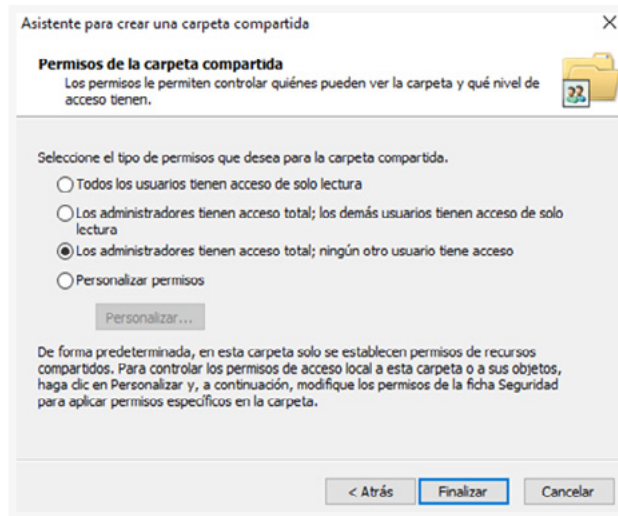 Asistente para crear una carpeta compartida
Permisos de la carpeta compartida
Los permisos le permiten controlar quiénes pueden ver la carpeta y qué nivel de
acceso tienen.
Seleccione el tipo de permisos que desea para la carpeta compartida.
Todos los usuarios tienen acceso de solo lectura
Los administradores tienen acceso total; los demás usuarios tienen acceso de solo
lectura
Los administradores tienen acceso total; ningún otro usuario tiene acceso
Personalizar permisos
Personalizar...
De forma predeterminada, en esta carpeta solo se establecen permisos de recursos
compartidos. Para controlar los permisos de acceso local a esta carpeta o a sus objetos,
haga clic en Personalizar y, a continuación, modifique los permisos de la ficha Seguridad
para aplicar permisos específicos en la carpeta.
< Atrás Finalizar Cancelar